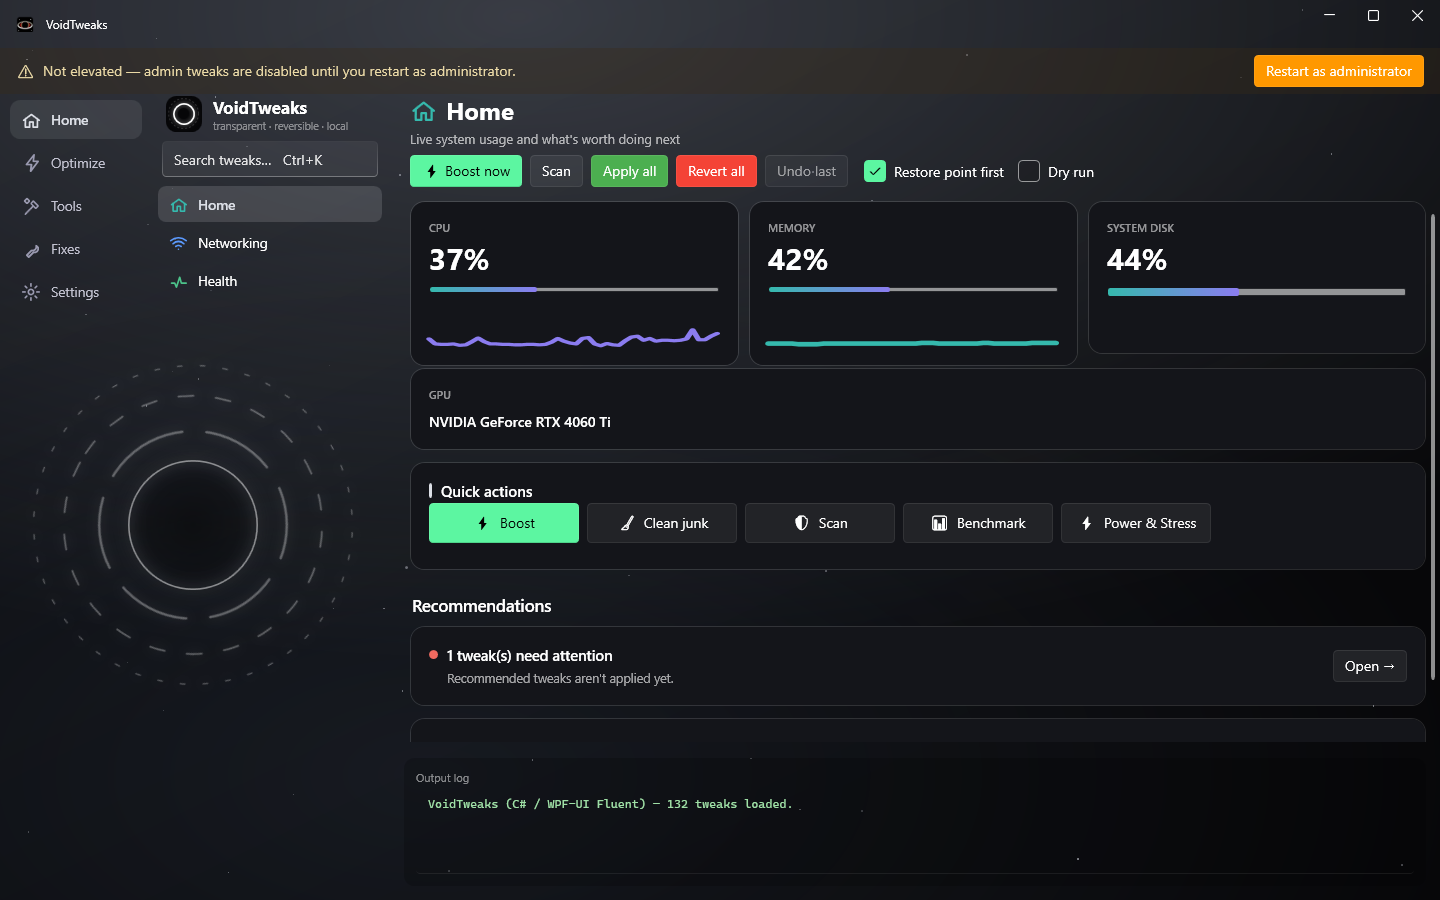 VoidTweaks
Not elevated — admin tweaks are disabled until you restart as administrator.
Restart as administrator
Home
Optimize
Tools
Fixes
Settings
VoidTweaks
transparent · reversible · local
Search tweaks... Ctrl+K
Home
Networking
Health
Home
Live system usage and what's worth doing next
Boost now
Scan
Apply all
Revert all
Undo last
Restore point first
Dry run
CPU
37%
MEMORY
42%
SYSTEM DISK
44%
GPU
NVIDIA GeForce RTX 4060 Ti
Quick actions
Boost
Clean junk
Scan
Benchmark
Power & Stress
Recommendations
1 tweak(s) need attention
Recommended tweaks aren't applied yet.
Open →
Output log
VoidTweaks (C# / WPF-UI Fluent) — 132 tweaks loaded.